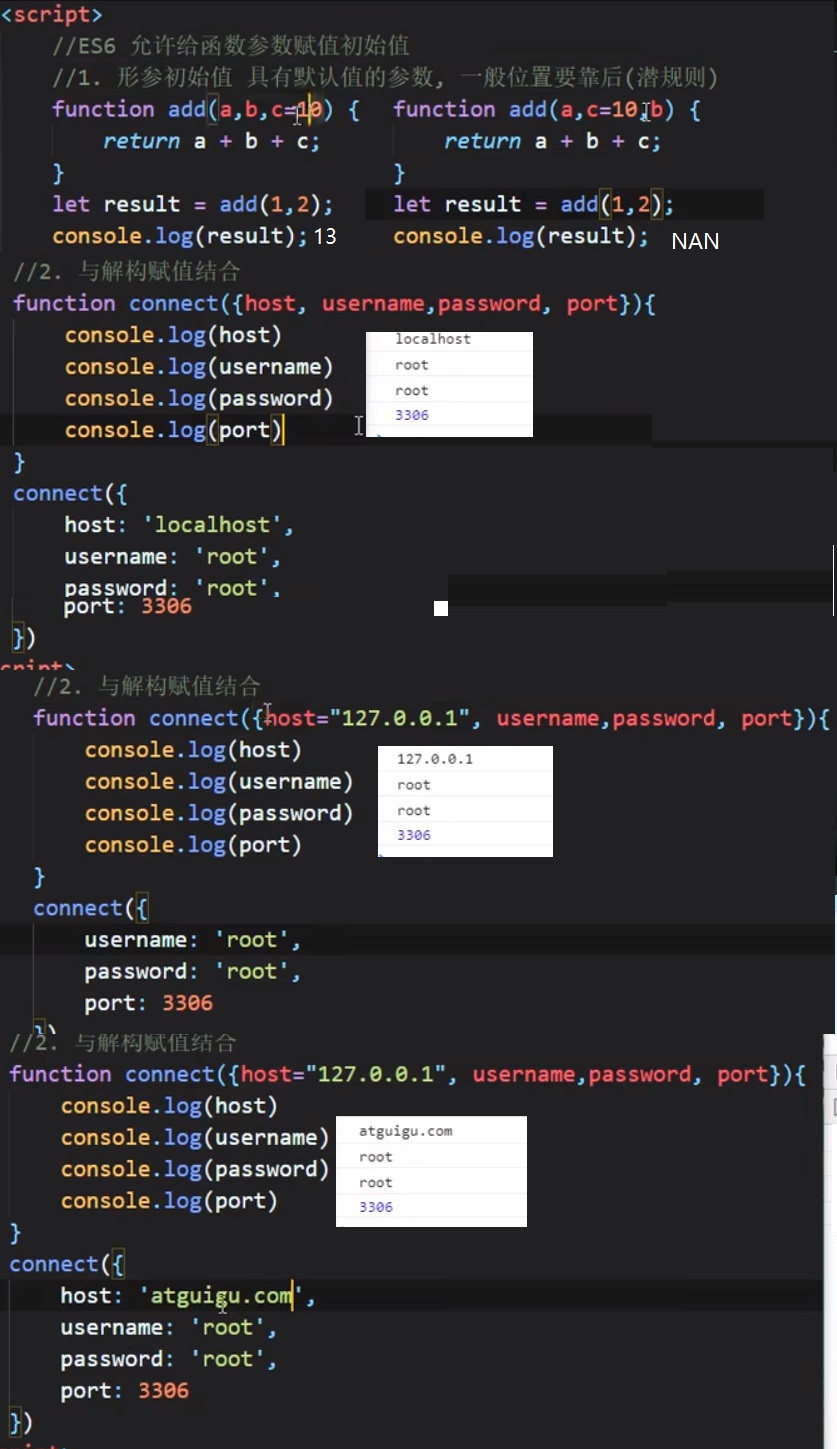 <script>
//ES6 允许给函数参数赋值初始值
//1. 形参初始值 具有默认值的参数, 一般位置要靠后(潜规则)
function add(a,b,c=10) {
return a + b + c;
}
let result = add(1,2);
console.log(result); 13
function add(a,c=10,b) {
return a + b + c;
}
let result = add(1,2);
console.log(result); NAN
//2. 与解构赋值结合
function connect({host, username,password, port}){
console.log(host)
console.log(username)
console.log(password)
console.log(port)
}
localhost
root
root
3306
connect({
host: 'localhost',
username: 'root',
password: 'root',
port: 3306
})
cript>
//2. 与解构赋值结合
function connect({host="127.0.0.1", username,password, port}){
console.log(host)
console.log(username)
console.log(password)
console.log(port)
}
127.0.0.1
root
root
3306
connect({
username: 'root',
password: 'root',
port: 3306
})
//2. 与解构赋值结合
function connect({host="127.0.0.1", username,password, port}){
console.log(host)
console.log(username)
console.log(password)
console.log(port)
}
atguigu.com
root
root
3306
connect({
host: 'atguigu.com',
username: 'root',
password: 'root',
port: 3306
})